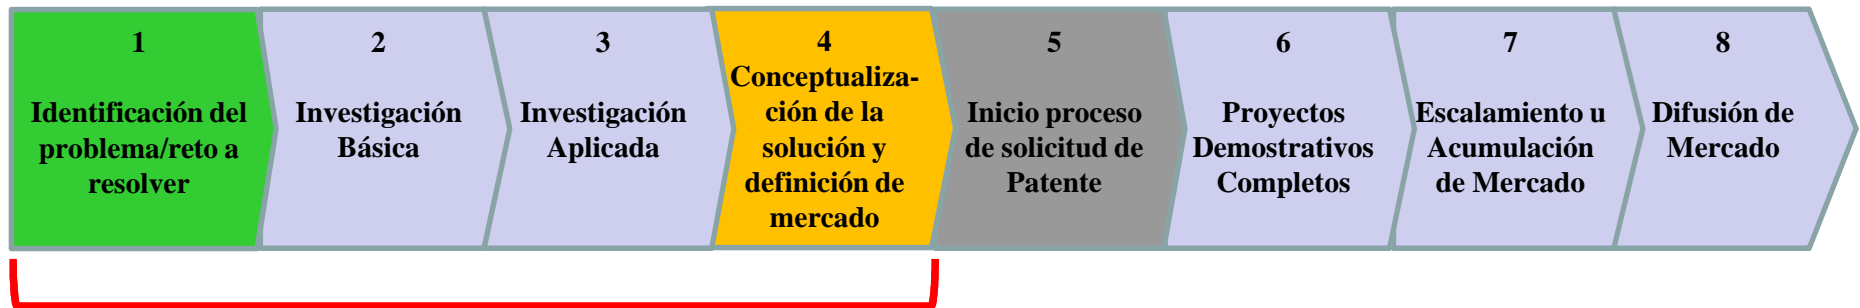 1
Identificación del
problema/reto a
resolver
2
Investigación
Básica
3
Investigación
Aplicada
4
Conceptualiza-
ción de la
solución y
definición de
mercado
5
Inicio proceso
de solicitud de
Patente
6
Proyectos
Demostrativos
Completos
7
Escalamiento u
Acumulación
de Mercado
8
Difusión de
Mercado